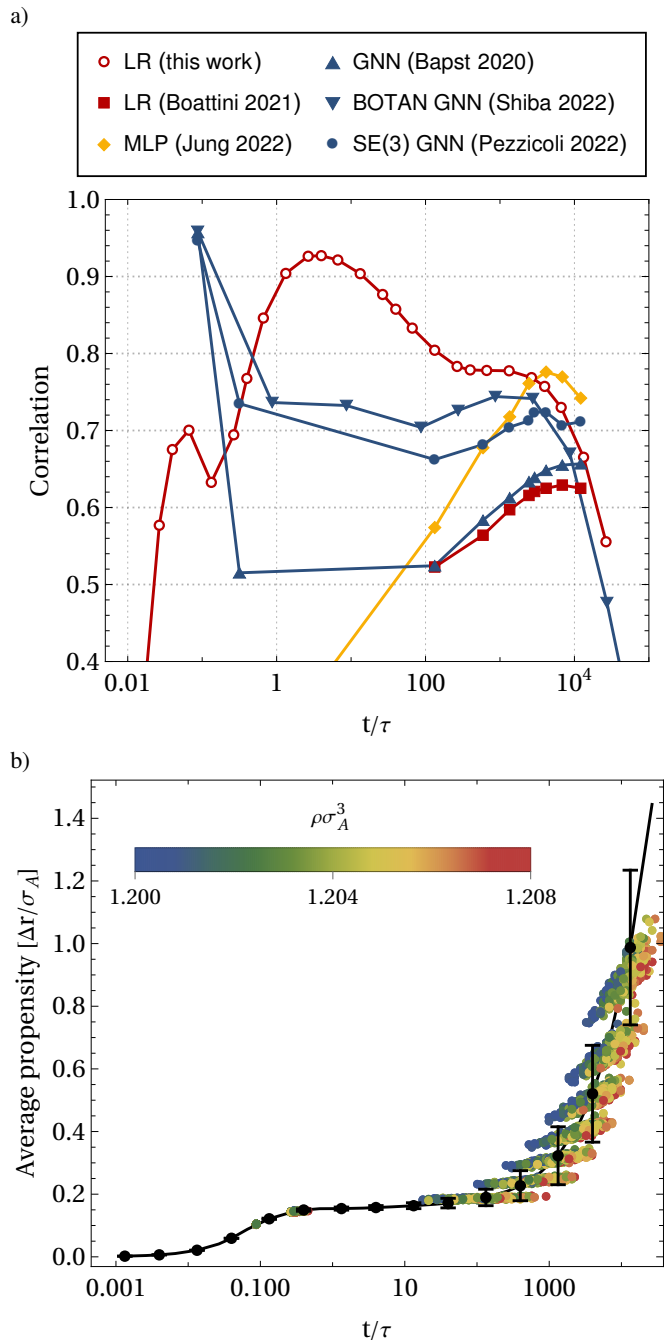 a)
LR (this work) GNN (Bapst 2020)
LR (Boattini 2021) BOTAN GNN (Shiba 2022)
MLP (Jung 2022) SE(3) GNN (Pezzicoli 2022)
1.0
0.9
0.8
0.7
0.6
0.5
0.4
Correlation
0.01 1 100 10⁴
t/τ
b)
1.4
1.2
1.0
0.8
0.6
0.4
0.2
0.0
Average propensity [Δr/σ_A]
ρσ_A^3
1.200 1.204 1.208
0.001 0.100 10 1000
t/τ